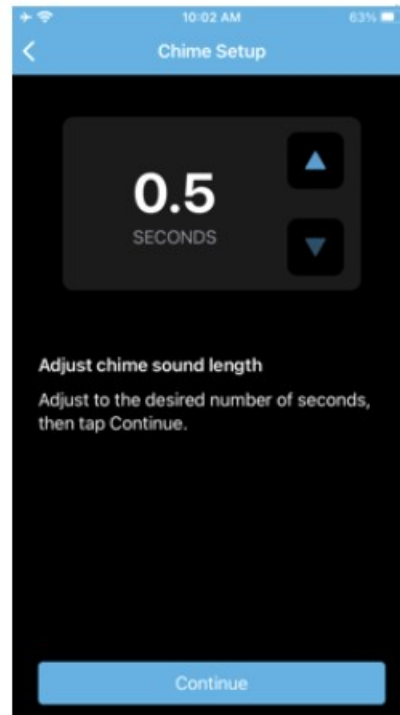 10:02 AM
63%
Chime Setup
0.5
SECONDS
Adjust chime sound length
Adjust to the desired number of seconds,
then tap Continue.
Continue